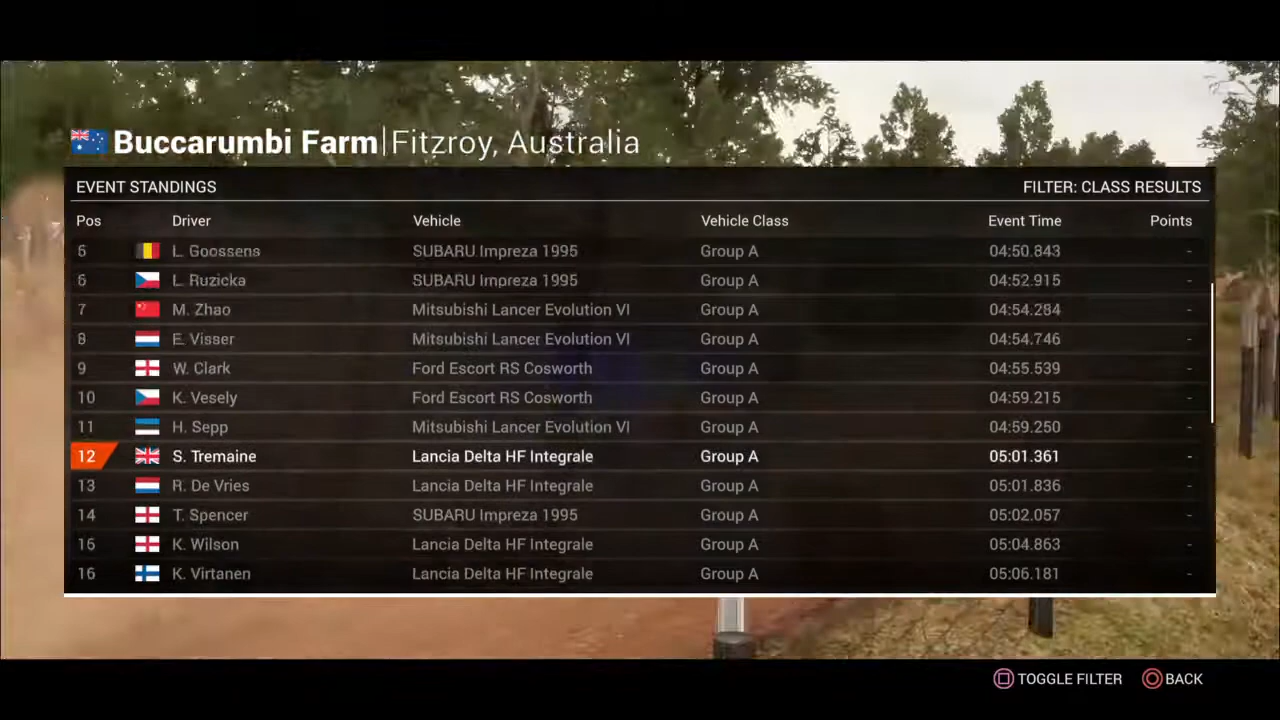 Buccarumbi Farm|Fitzroy, Australia
EVENT STANDINGS FILTER: CLASS RESULTS
Pos Driver Vehicle Vehicle Class Event Time Points
6 L. Goossens SUBARU Impreza 1995 Group A 04:50.843 -
6 L. Ruzicka SUBARU Impreza 1995 Group A 04:52.915 -
7 M. Zhao Mitsubishi Lancer Evolution VI Group A 04:54.284 -
8 E. Visser Mitsubishi Lancer Evolution VI Group A 04:54.746 -
9 W. Clark Ford Escort RS Cosworth Group A 04:55.539 -
10 K. Vesely Ford Escort RS Cosworth Group A 04:59.215 -
11 H. Sepp Mitsubishi Lancer Evolution VI Group A 04:59.250 -
12 S. Tremaine Lancia Delta HF Integrale Group A 05:01.361 -
13 R. De Vries Lancia Delta HF Integrale Group A 05:01.836 -
14 T. Spencer SUBARU Impreza 1995 Group A 05:02.057 -
16 K. Wilson Lancia Delta HF Integrale Group A 05:04.863 -
16 K. Virtanen Lancia Delta HF Integrale Group A 05:06.181 -
TOGGLE FILTER BACK